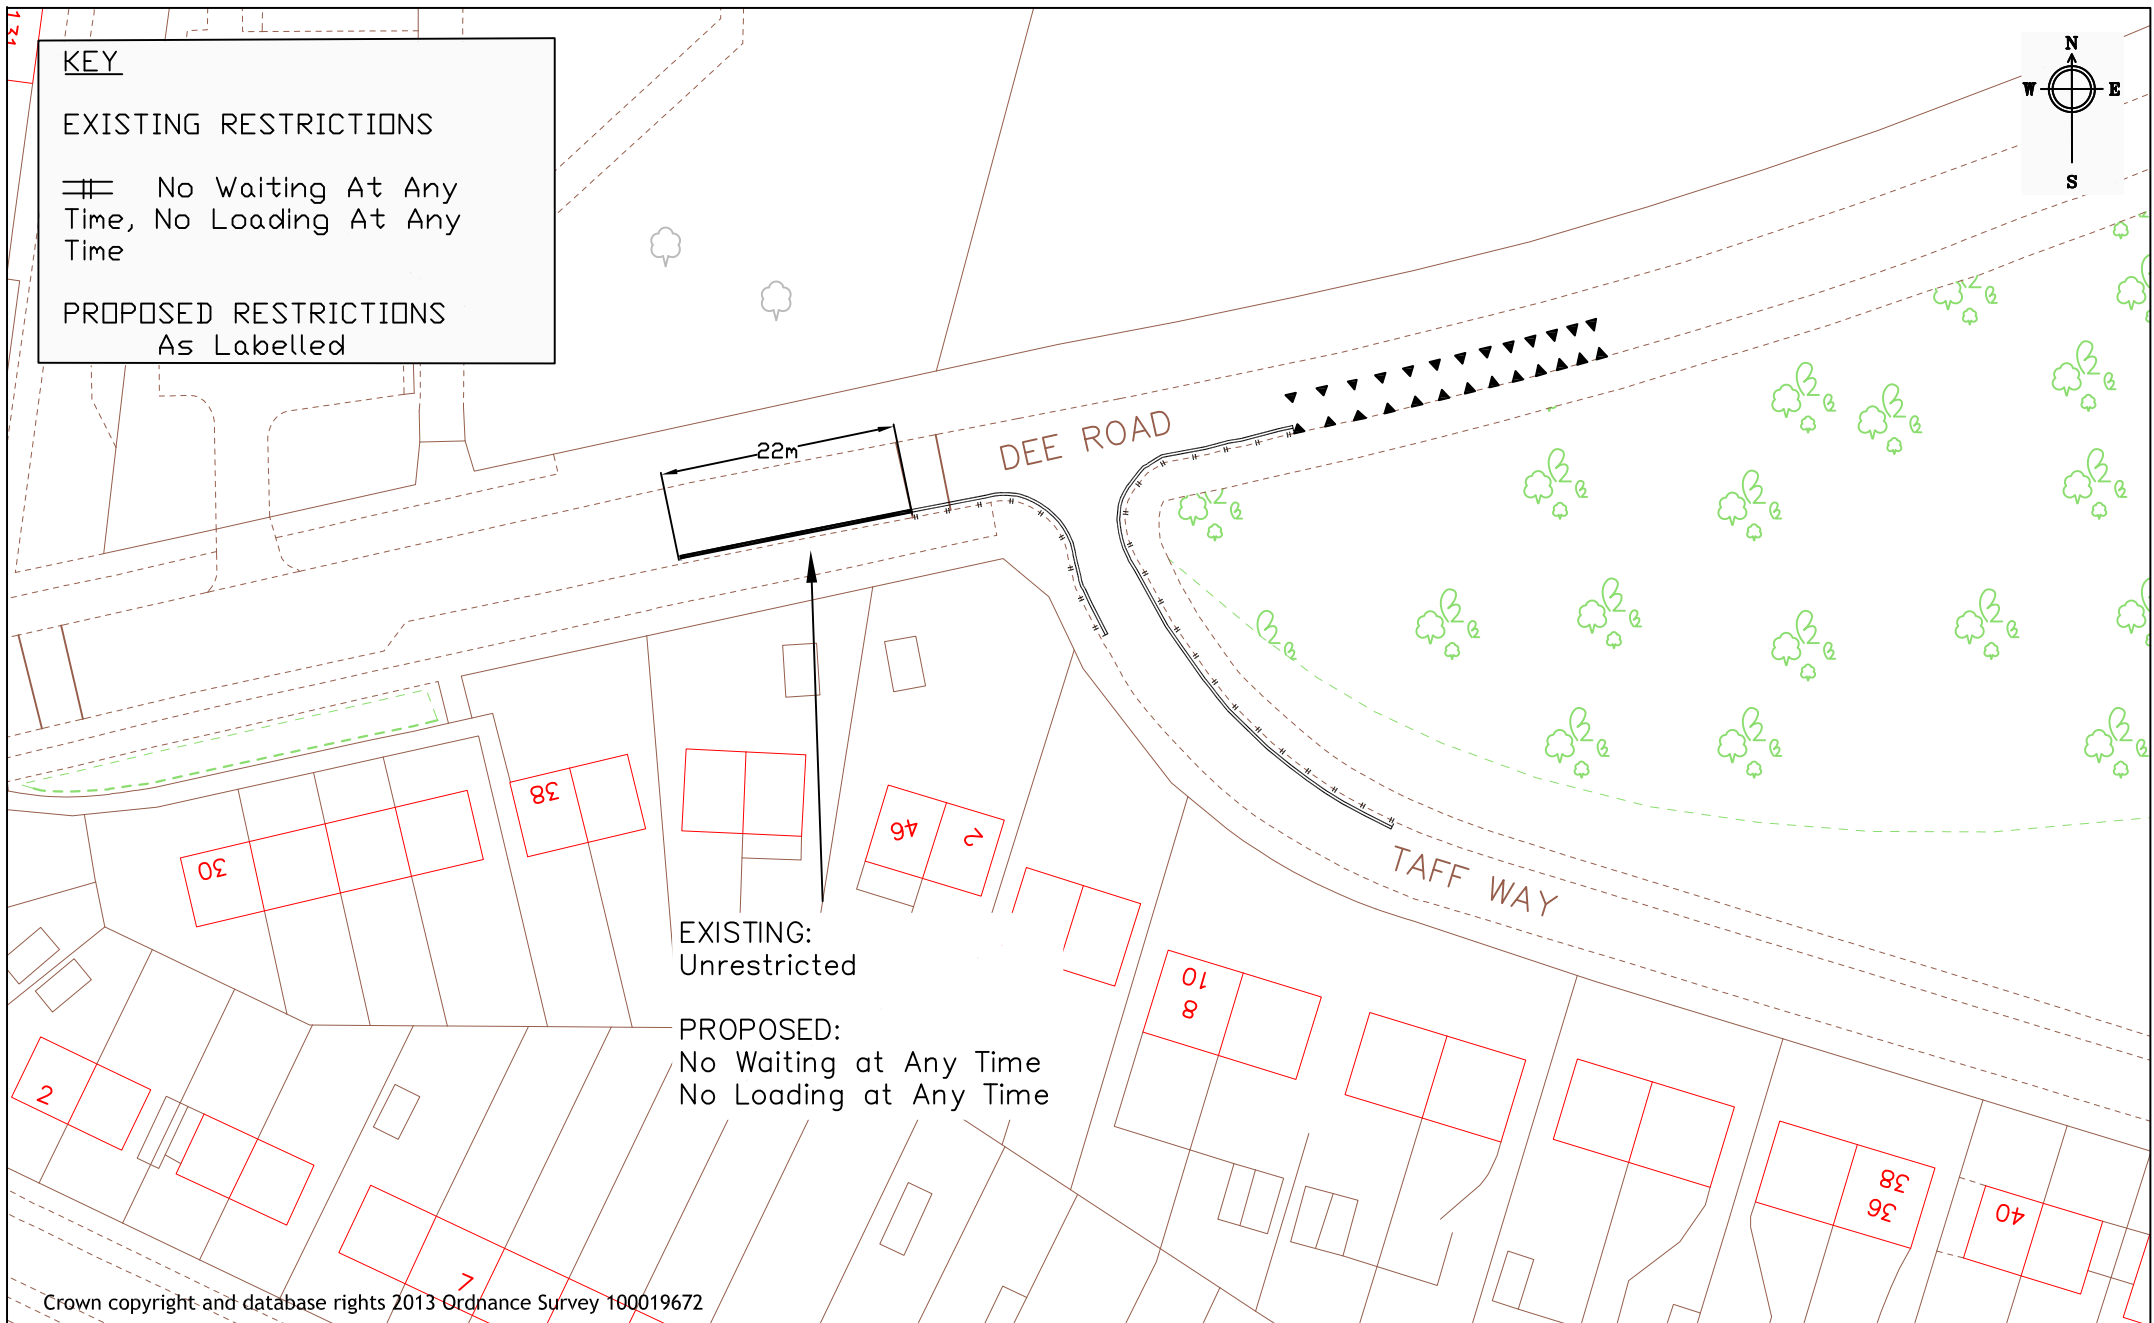 KEY
EXISTING RESTRICTIONS
No Waiting At Any
Time, No Loading At Any
Time
PROPOSED RESTRICTIONS
As Labelled
131
N
W E
S
22m
DEE ROAD
TAFF WAY
38
30
46
2
10
8
EXISTING:
Unrestricted
PROPOSED:
No Waiting at Any Time
No Loading at Any Time
2
7
38
36
40
Crown copyright and database rights 2013 Ordnance Survey 100019672